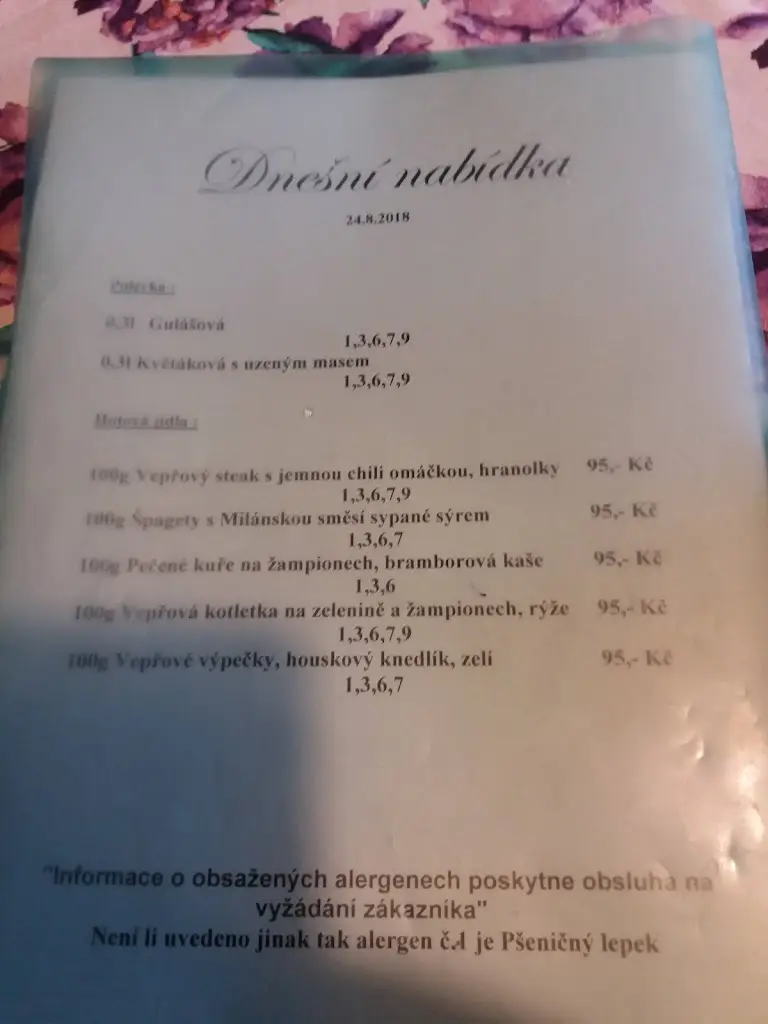 Dnešní nabídka
24.8.2018
Polévka :
0,3l Gulášová
1,3,6,7,9
0,3l Květáková s uzeným masem
1,3,6,7,9
Hotová jídla :
100g Vepřový steak s jemnou chili omáčkou, hranolky 95,- Kč
1,3,6,7,9
100g Špagety s Milánskou směsí sypané sýrem 95,- Kč
1,3,6,7
100g Pečené kuře na žampionech, bramborová kaše 95,- Kč
1,3,6
100g Vepřová kotletka na zelenině a žampionech, rýže 95,- Kč
1,3,6,7,9
100g Vepřové výpečky, houskový knedlík, zelí 95,- Kč
1,3,6,7
"Informace o obsažených alergenech poskytne obsluha na
vyžádání zákazníka"
Není li uvedeno jinak tak alergen č.1 je Pšeničný lepek